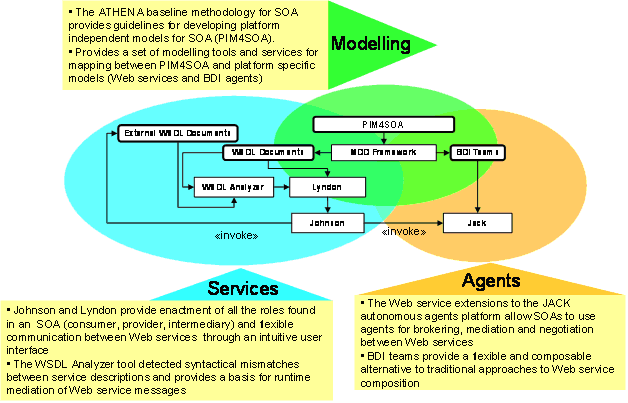 ▪ The ATHENA baseline methodology for SOA
provides guidelines for developing platform
independent models for SOA (PIM4SOA).
▪ Provides a set of modelling tools and services for
mapping between PIM4SOA and platform specific
models (Web services and BDI agents)
Modelling
PIM4SOA
External WSDL Documents
WSDL Documents
MDD Framework
BDI Teams
WSDL Analyzer
Lyndon
Johnson
Jack
«invoke»
«invoke»
Services
▪ Johnson and Lyndon provide enactment of all the roles found
in an SOA (consumer, provider, intermediary) and flexible
communication between Web services through an intuitive user
interface
▪ The WSDL Analyzer tool detected syntactical mismatches
between service descriptions and provides a basis for runtime
mediation of Web service messages
Agents
▪ The Web service extensions to the JACK
autonomous agents platform allow SOAs to use
agents for brokering, mediation and negotiation
between Web services
▪ BDI teams provide a flexible and composable
alternative to traditional approaches to Web service
composition